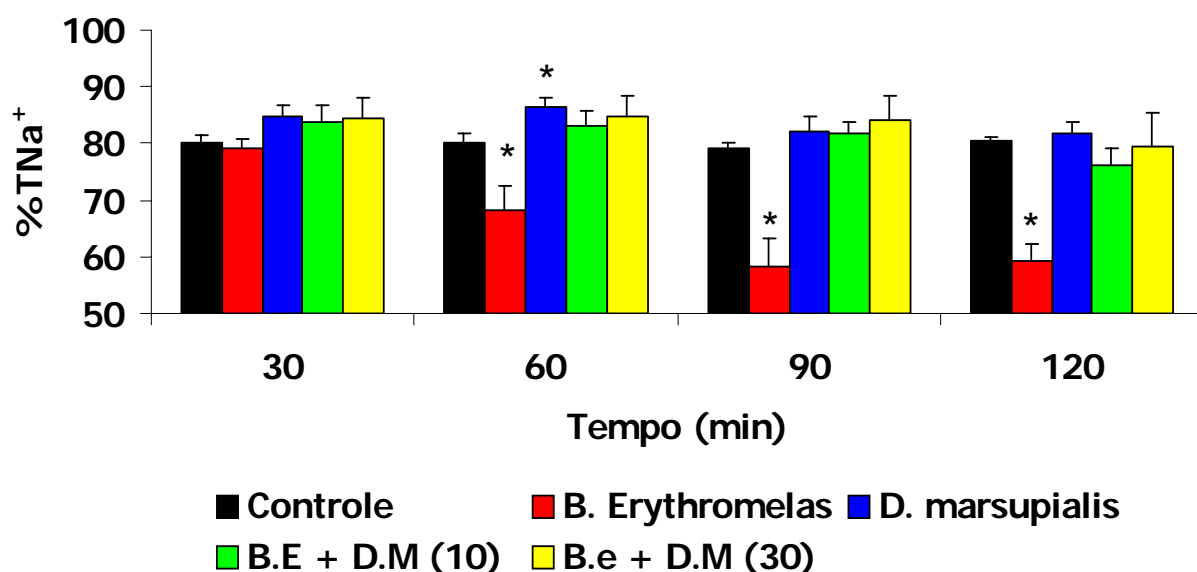 100
90
80
70
60
50
%TNa+
* * * *
30 60 90 120
Tempo (min)
Controle B. Erythromelas D. marsupialis
B.E + D.M (10) B.e + D.M (30)